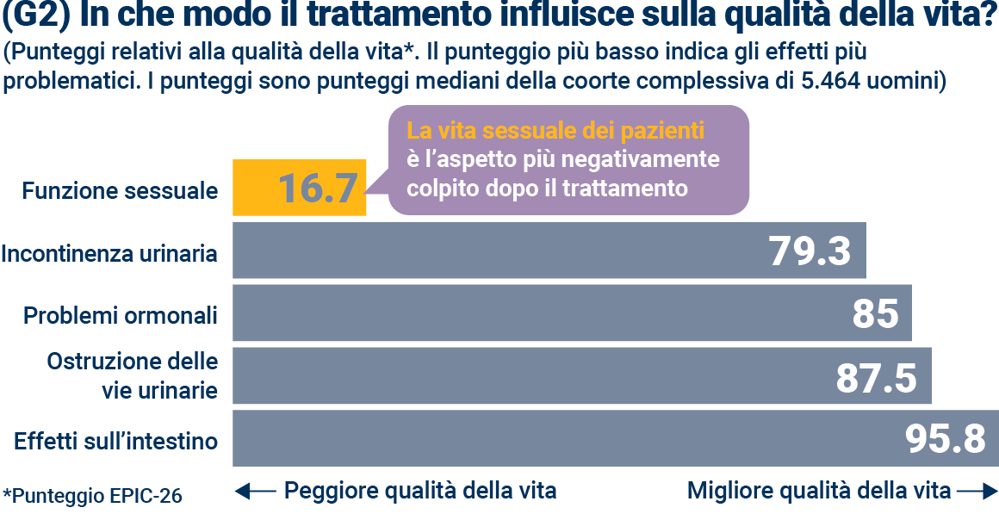 (G2) In che modo il trattamento influisce sulla qualità della vita?
(Punteggi relativi alla qualità della vita*. Il punteggio più basso indica gli effetti più
problematici. I punteggi sono punteggi mediani della coorte complessiva di 5.464 uomini)
La vita sessuale dei pazienti
è l’aspetto più negativamente
colpito dopo il trattamento
Funzione sessuale
16.7
Incontinenza urinaria
79.3
Problemi ormonali
85
Ostruzione delle
vie urinarie
87.5
Effetti sull’intestino
95.8
Peggiore qualità della vita
Migliore qualità della vita
*Punteggio EPIC-26